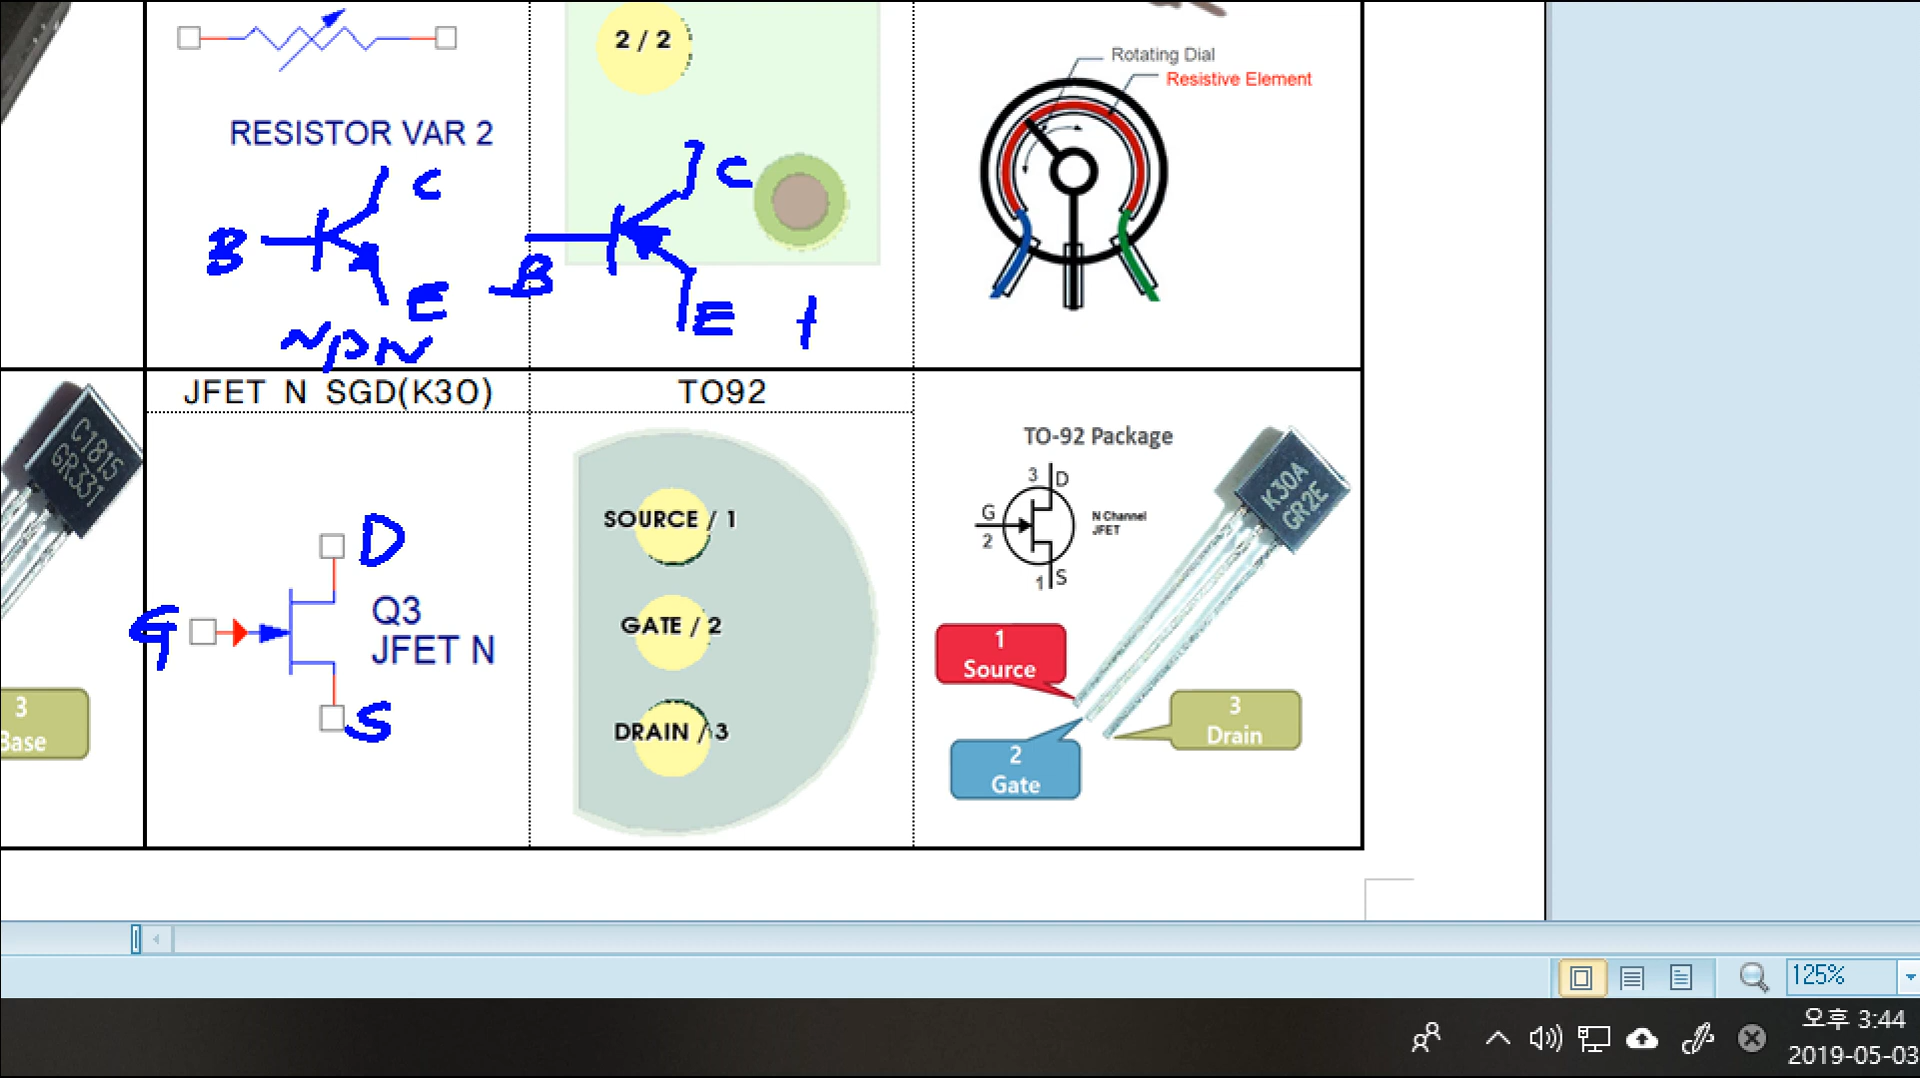 2 / 2
Rotating Dial
Resistive Element
RESISTOR VAR 2
C
B
E
NPN
C
B
E
JFET N SGD(K30)
TO92
C1815
GR331
3
Base
D
G
Q3
JFET N
S
SOURCE / 1
GATE / 2
DRAIN / 3
TO-92 Package
3
D
G
2
N Channel
JFET
1
S
K30A
GR2E
1
Source
2
Gate
3
Drain
125%
오후 3:44
2019-05-03